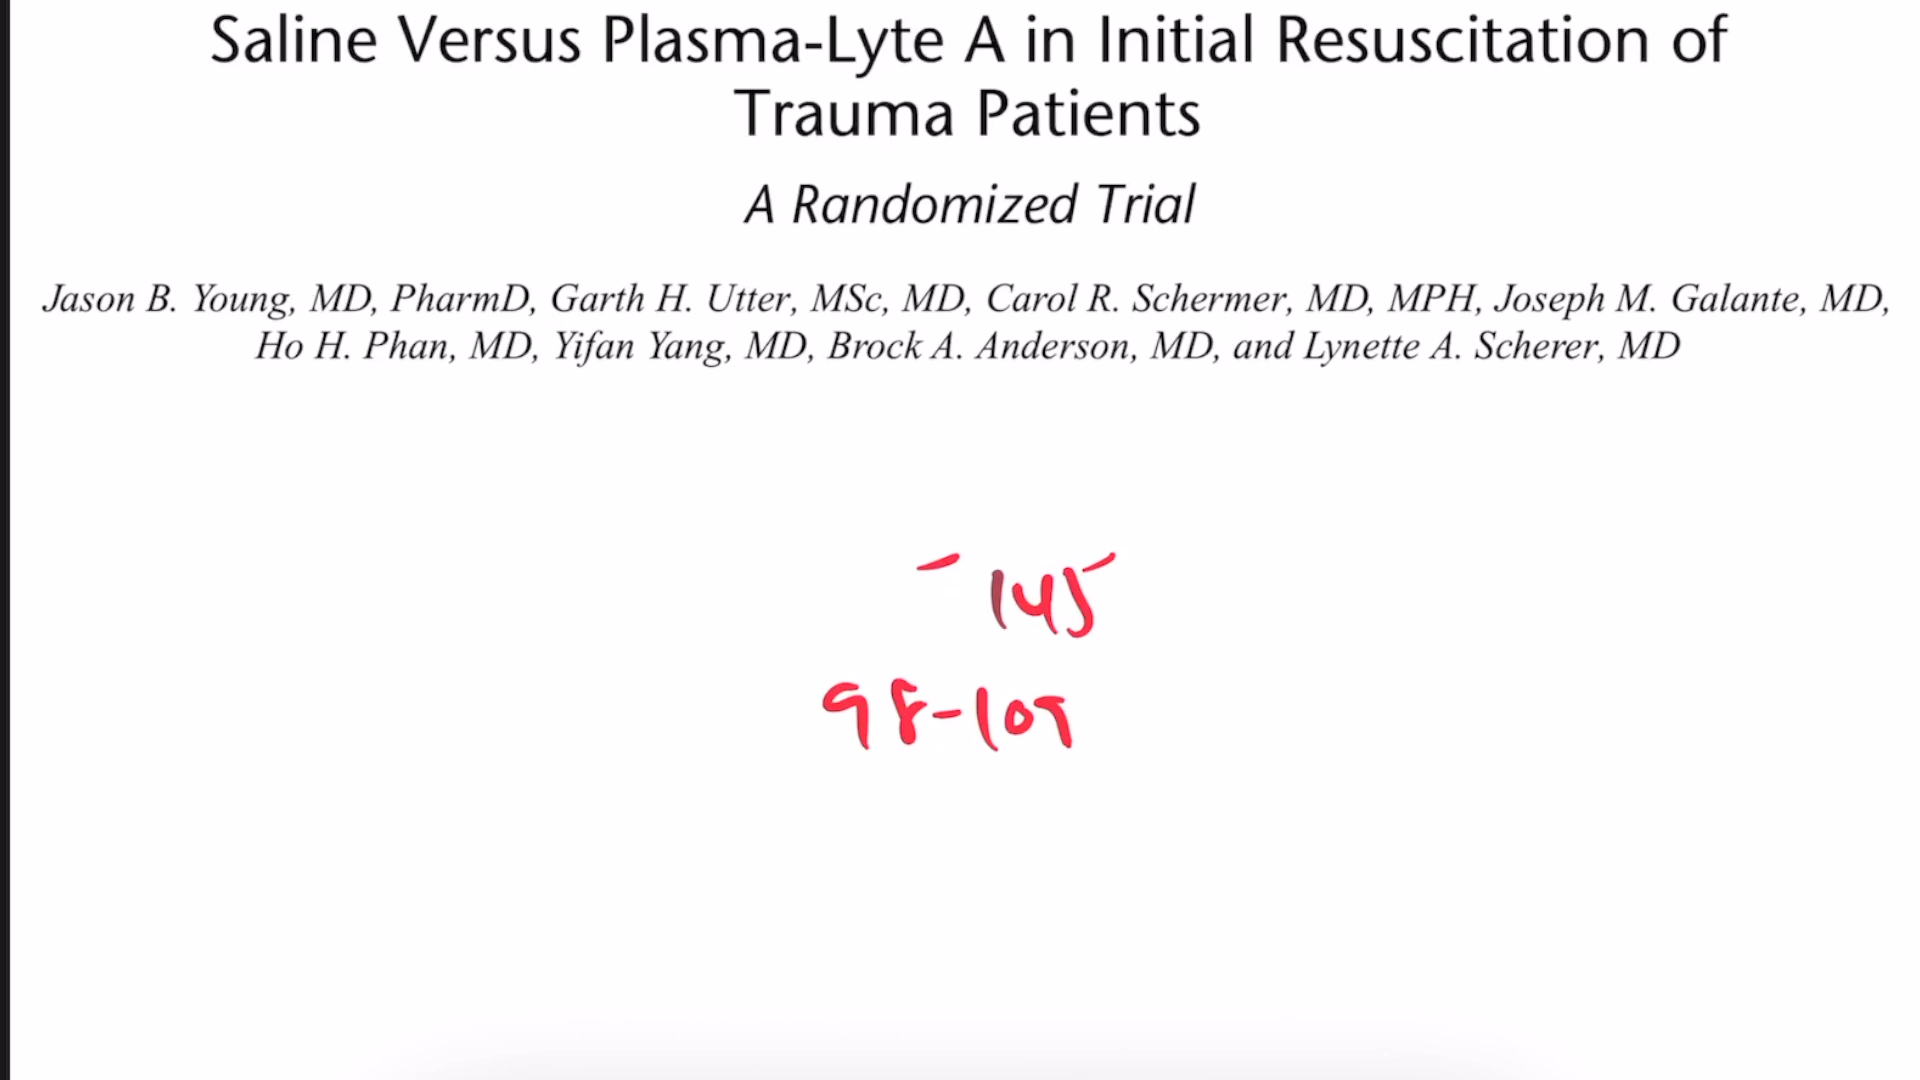 Saline Versus Plasma-Lyte A in Initial Resuscitation of
Trauma Patients
A Randomized Trial
Jason B. Young, MD, PharmD, Garth H. Utter, MSc, MD, Carol R. Schermer, MD, MPH, Joseph M. Galante, MD,
Ho H. Phan, MD, Yifan Yang, MD, Brock A. Anderson, MD, and Lynette A. Scherer, MD
- 145
98-105